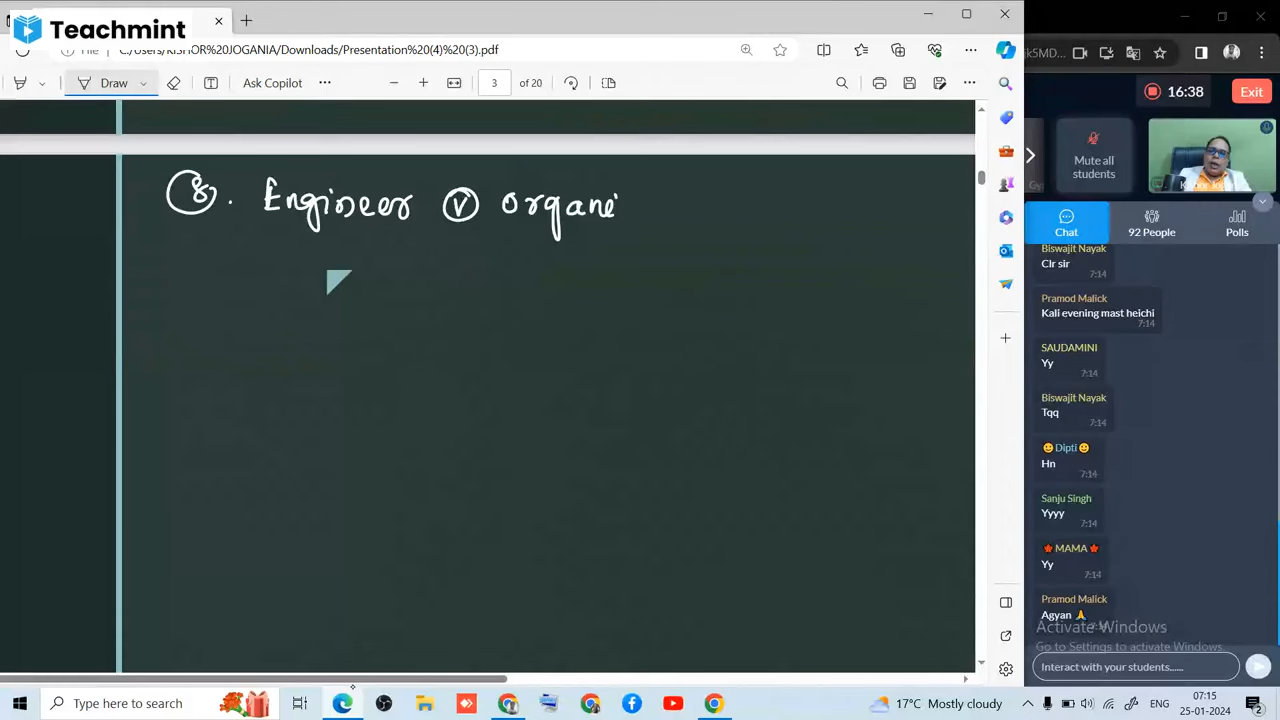 Teachmint
File
C:/Users/KISHOR%20JOGANIA/Downloads/Presentation%20(4)%20(3).pdf
Draw
Ask Copilot
3 of 20
8. Engineer (V) organi
16:38
Exit
Mute all
students
Chat
92 People
Polls
Biswajit Nayak
Clr sir
7:14
Pramod Malick
Kali evening mast heichi
7:14
SAUDAMINI
Yy
7:14
Biswajit Nayak
Tqq
7:14
Dipti
Hn
7:14
Sanju Singh
Yyyy
7:14
MAMA
Yy
7:14
Pramod Malick
Agyan 🙏
Activate Windows
Go to Settings to activate Windows.
Interact with your students......
Type here to search
17°C Mostly cloudy
ENG
07:15
25-01-2024
2